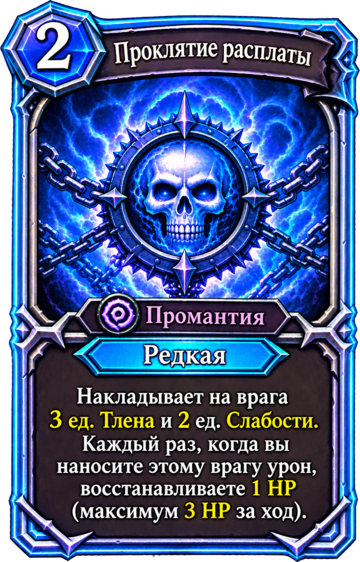 2
Проклятие расплаты
Промантия
Редкая
Накладывает на врага
3 ед. Тлена и 2 ед. Слабости.
Каждый раз, когда вы
наносите этому врагу урон,
восстанавливаете 1 HP
(максимум 3 HP за ход).